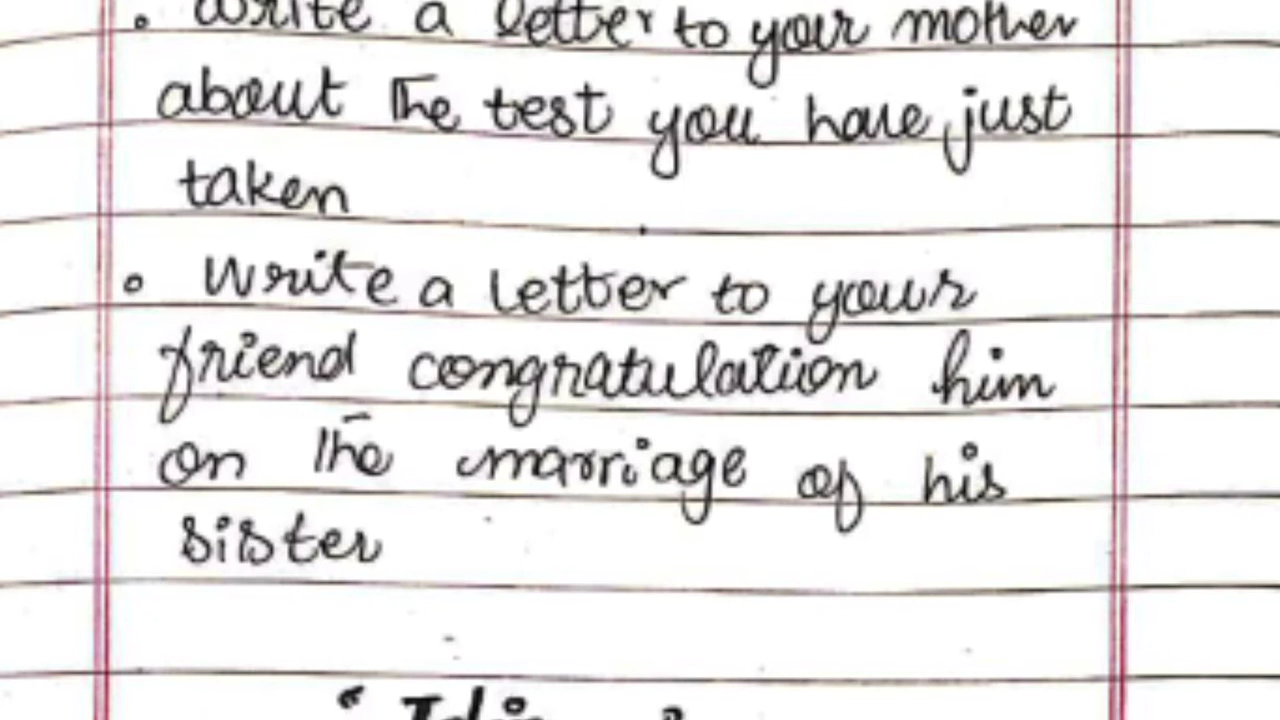 • Write a letter to your mother
about the test you have just
taken
• Write a letter to your
friend congratulation him
on the marriage of his
sister